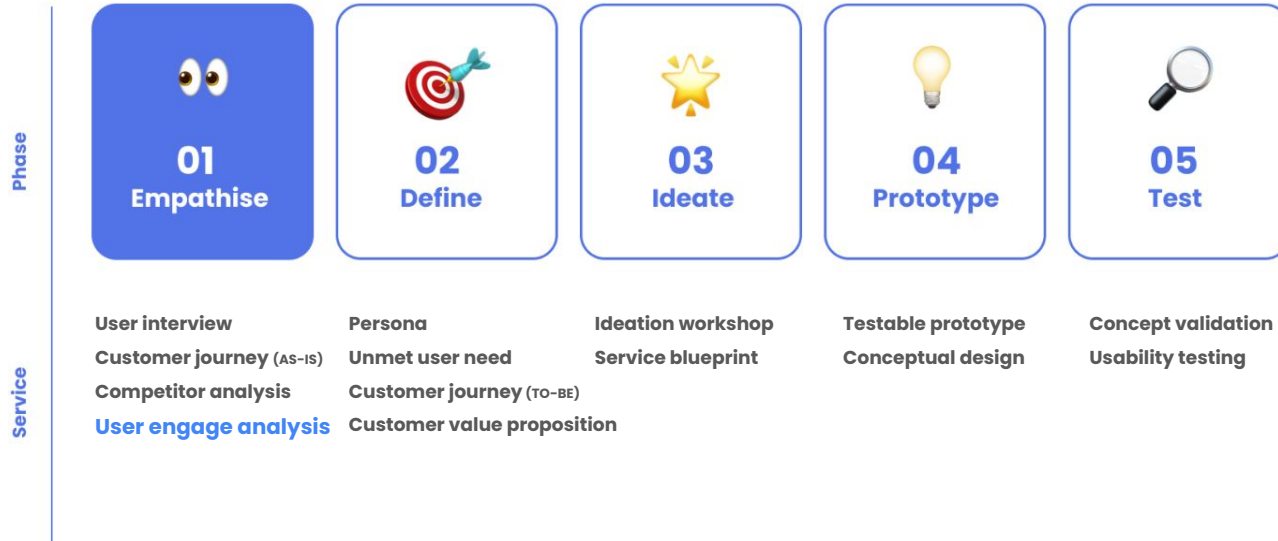 Phase
01
Empathise
02
Define
03
Ideate
04
Prototype
05
Test
Service
User interview
Customer journey (AS-IS)
Competitor analysis
User engage analysis
Persona
Unmet user need
Customer journey (TO-BE)
Customer value proposition
Ideation workshop
Service blueprint
Testable prototype
Conceptual design
Concept validation
Usability testing